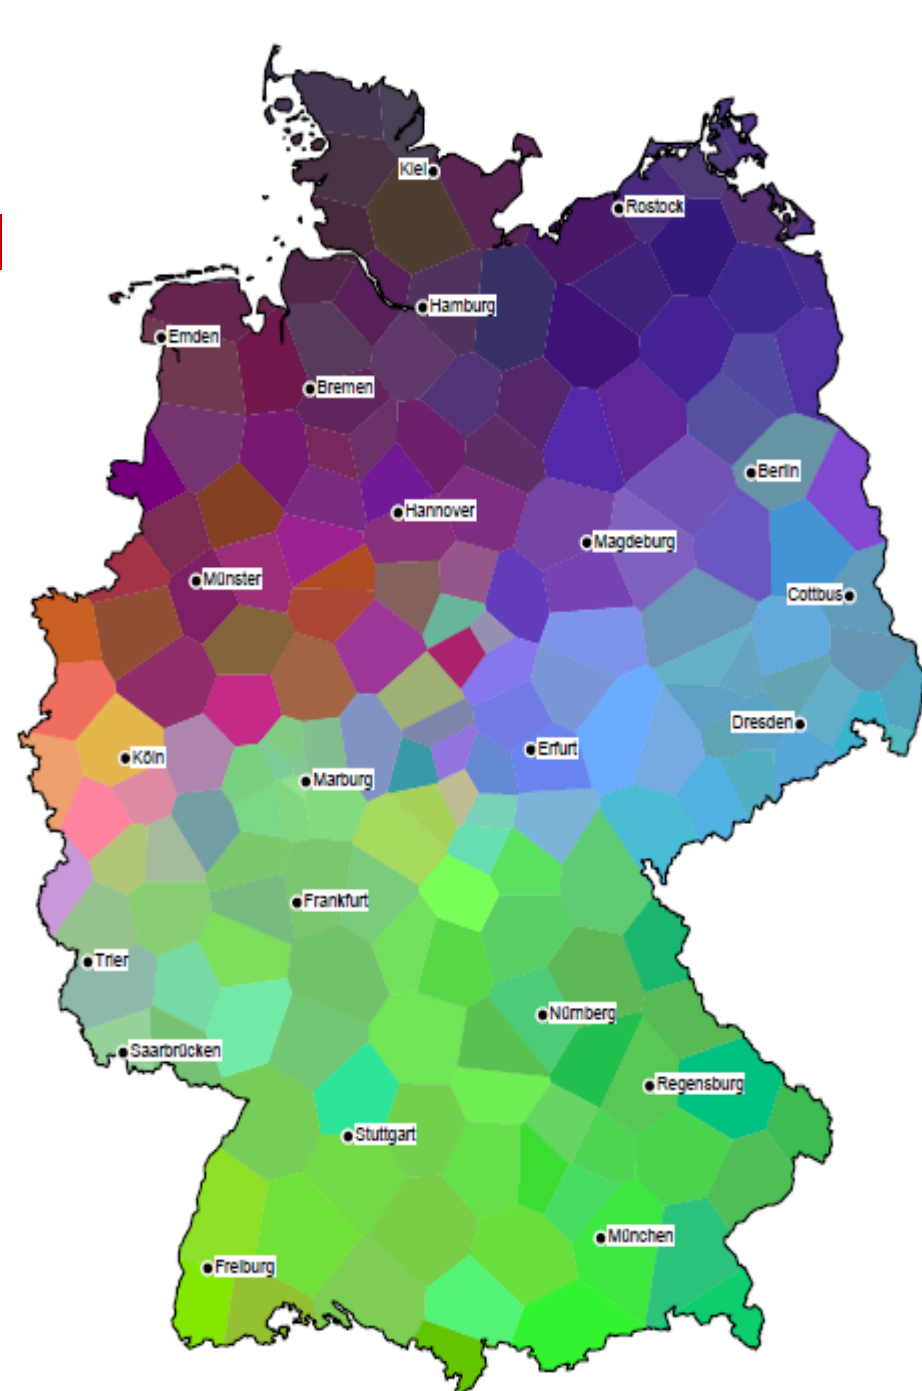 Kiel
Rostock
Hamburg
Emden
Bremen
Berlin
Hannover
Magdeburg
Münster
Cottbus
Dresden
Erfurt
Köln
Marburg
Frankfurt
Trier
Nürnberg
Saarbrücken
Regensburg
Stuttgart
München
Freiburg